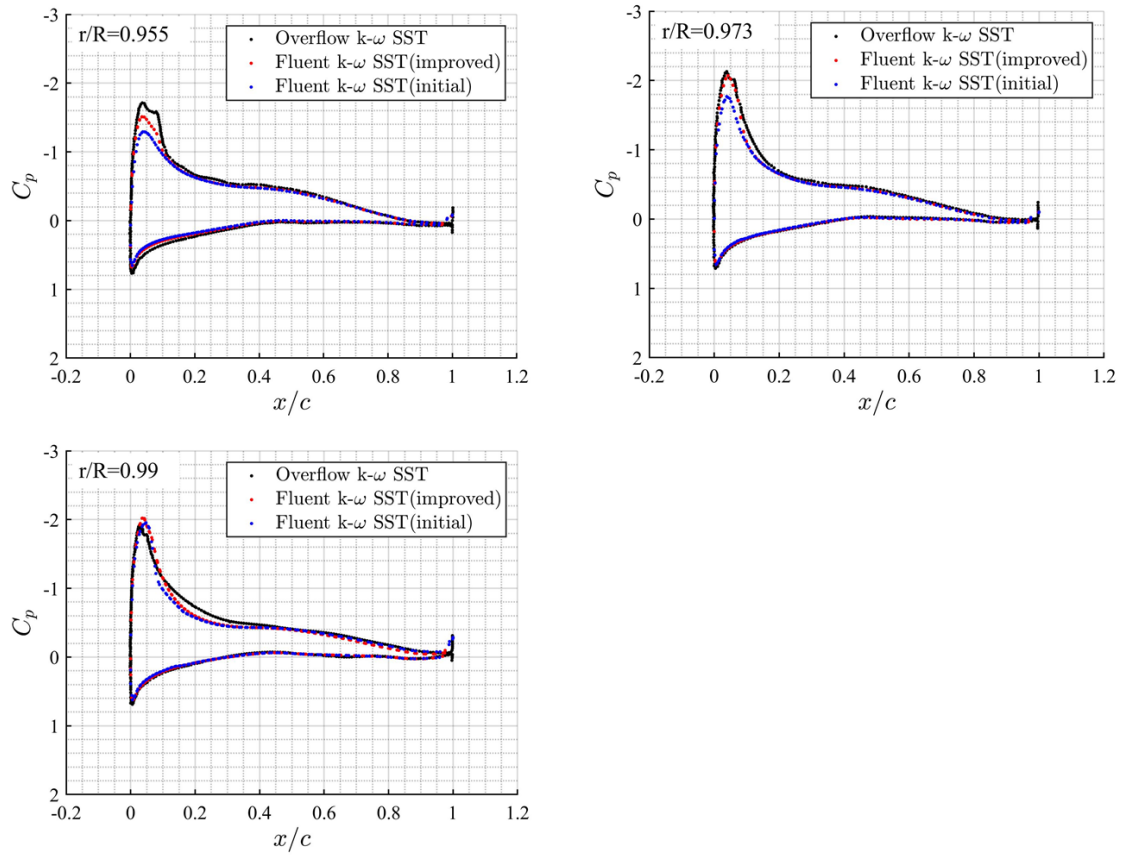 r/R=0.955
Overflow k-ω SST
Fluent k-ω SST(improved)
Fluent k-ω SST(initial)
-3
-2
-1
0
1
2
C_p
-0.2 0 0.2 0.4 0.6 0.8 1 1.2
x/c
r/R=0.973
Overflow k-ω SST
Fluent k-ω SST(improved)
Fluent k-ω SST(initial)
-3
-2
-1
0
1
2
C_p
-0.2 0 0.2 0.4 0.6 0.8 1 1.2
x/c
r/R=0.99
Overflow k-ω SST
Fluent k-ω SST(improved)
Fluent k-ω SST(initial)
-3
-2
-1
0
1
2
C_p
-0.2 0 0.2 0.4 0.6 0.8 1 1.2
x/c